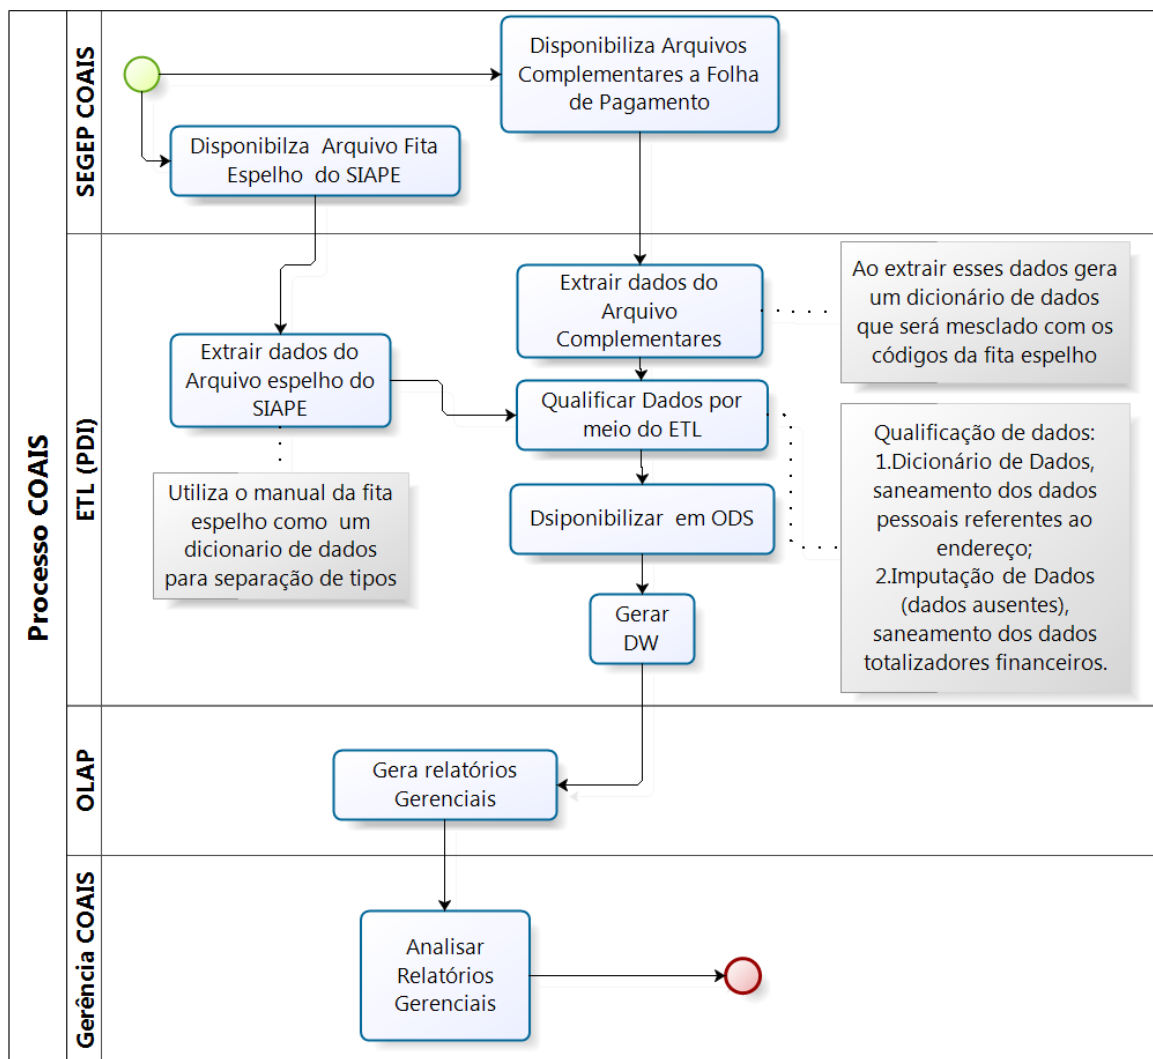 Processo COAIS
SEGEP COAIS
Disponibiliza Arquivos
Complementares a Folha
de Pagamento
Disponibilza Arquivo Fita
Espelho do SIAPE
ETL (PDI)
Extrair dados do
Arquivo
Complementares
Ao extrair esses dados gera
um dicionário de dados
que será mesclado com os
códigos da fita espelho
Extrair dados do
Arquivo espelho do
SIAPE
Qualificar Dados por
meio do ETL
Qualificação de dados:
1.Dicionário de Dados,
saneamento dos dados
pessoais referentes ao
endereço;
2.Imputação de Dados
(dados ausentes),
saneamento dos dados
totalizadores financeiros.
Utiliza o manual da fita
espelho como um
dicionario de dados
para separação de tipos
Dsiponibilizar em ODS
Gerar
DW
OLAP
Gera relatórios
Gerenciais
Gerência COAIS
Analisar
Relatórios
Gerenciais